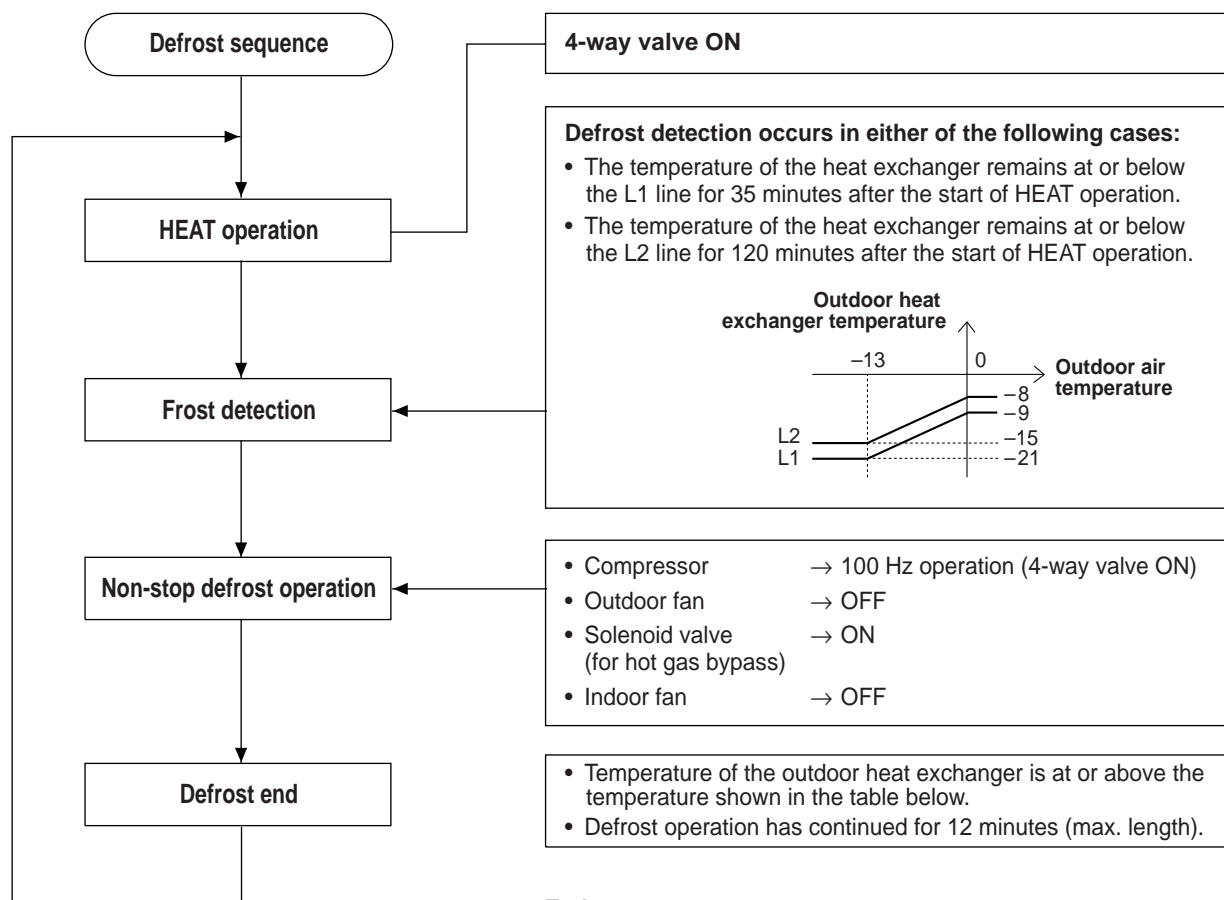 Defrost sequence
4-way valve ON
HEAT operation
Defrost detection occurs in either of the following cases:
• The temperature of the heat exchanger remains at or below
the L1 line for 35 minutes after the start of HEAT operation.
• The temperature of the heat exchanger remains at or below
the L2 line for 120 minutes after the start of HEAT operation.
Outdoor heat
exchanger temperature
–13
0
Outdoor air
temperature
–8
–9
L2
–15
L1
–21
Frost detection
Non-stop defrost operation
• Compressor → 100 Hz operation (4-way valve ON)
• Outdoor fan → OFF
• Solenoid valve → ON
(for hot gas bypass)
• Indoor fan → OFF
Defrost end
• Temperature of the outdoor heat exchanger is at or above the
temperature shown in the table below.
• Defrost operation has continued for 12 minutes (max. length).